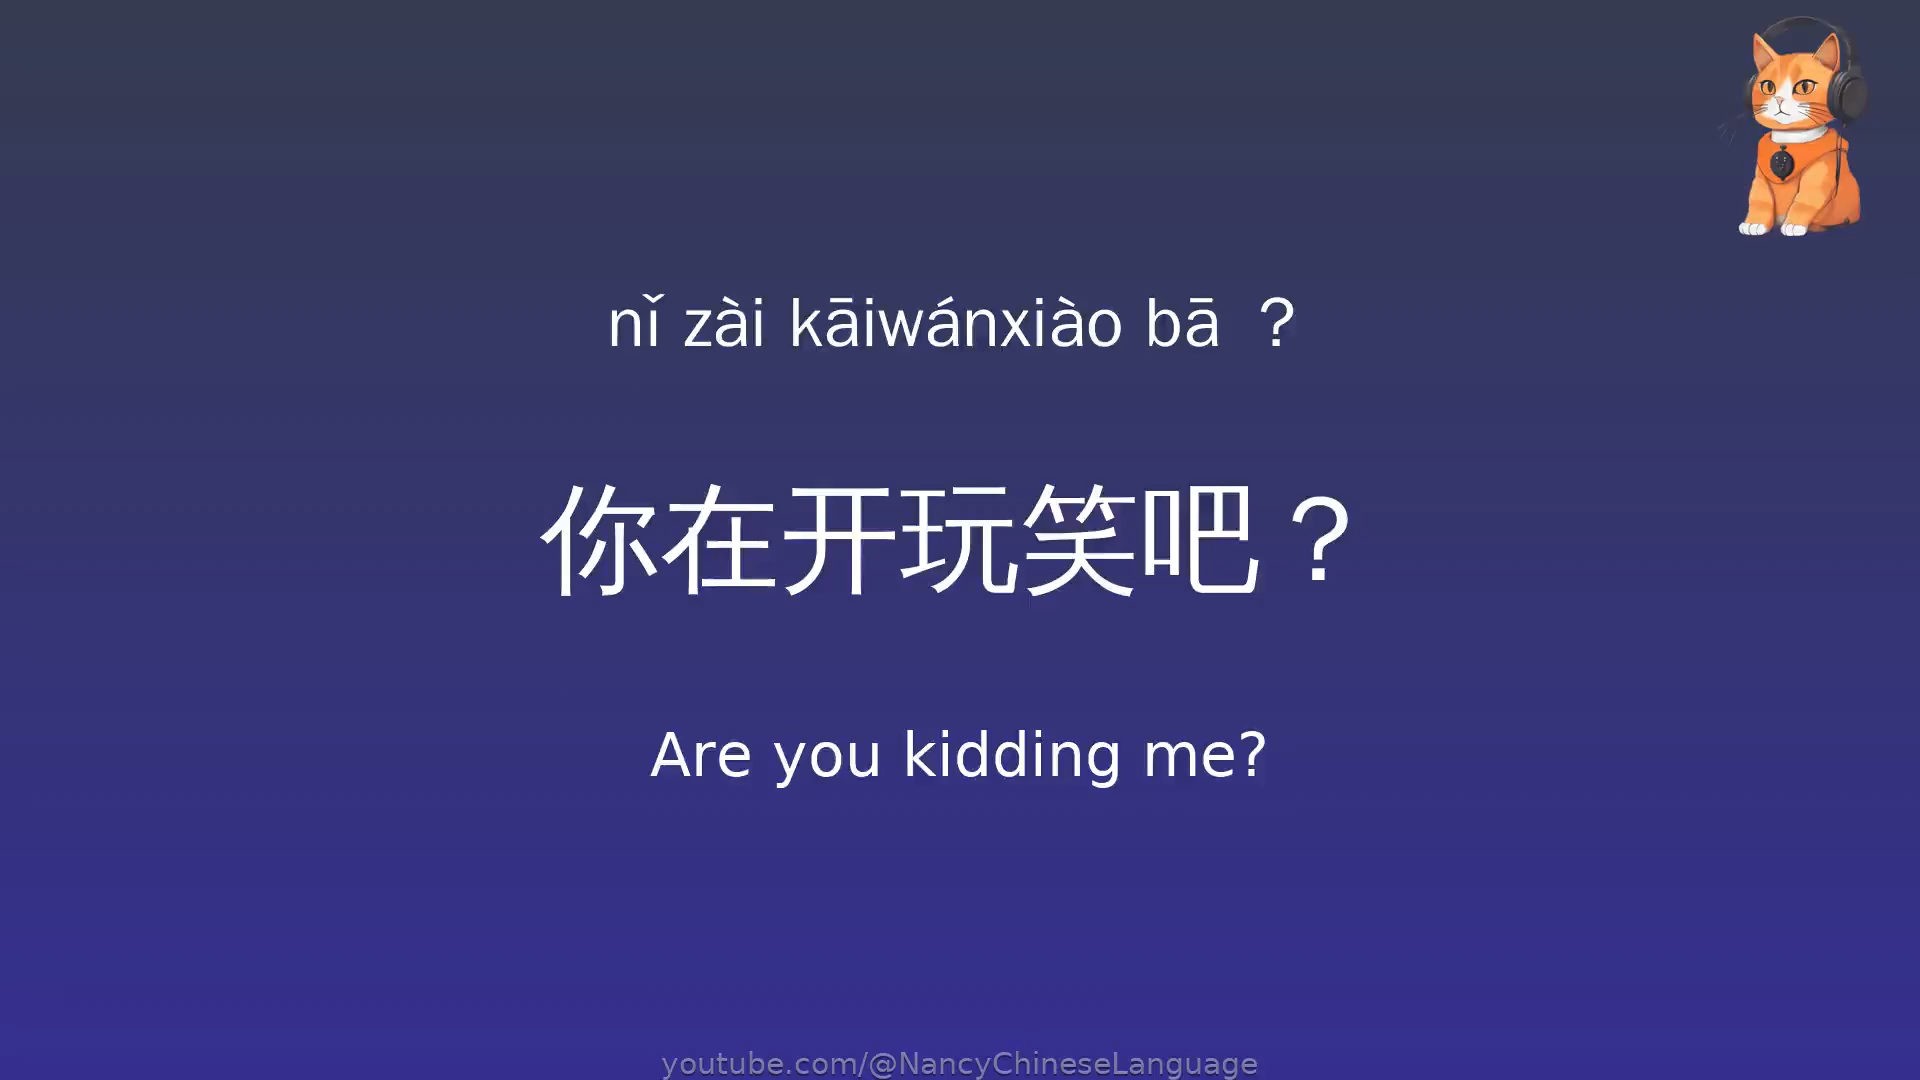 nǐ zài kāiwánxiào bā ？
你在开玩笑吧？
Are you kidding me?
youtube.com/@NancyChineseLanguage